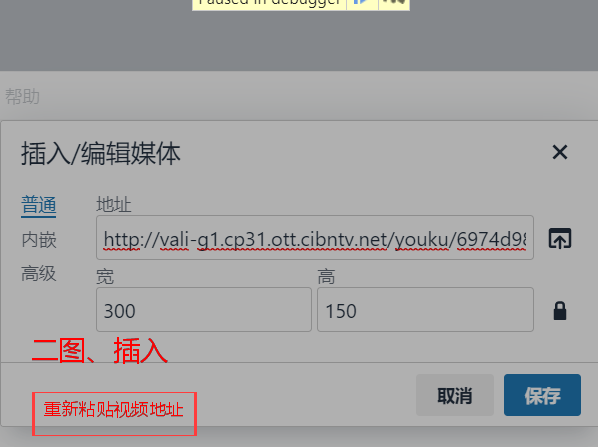 Paused in debugger
帮助
插入/编辑媒体
普通
地址
内嵌
http://vali-g1.cp31.ott.cibntv.net/youku/6974d98
高级
宽
高
300
150
二图、插入
重新粘贴视频地址
取消
保存